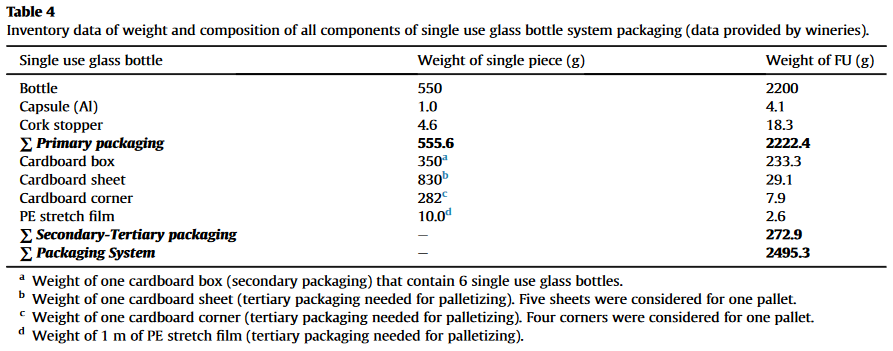 Table 4
Inventory data of weight and composition of all components of single use glass bottle system packaging (data provided by wineries).
Single use glass bottle Weight of single piece (g) Weight of FU (g)
Bottle 550 2200
Capsule (Al) 1.0 4.1
Cork stopper 4.6 18.3
∑ Primary packaging 555.6 2222.4
Cardboard box 350a 233.3
Cardboard sheet 830b 29.1
Cardboard corner 282c 7.9
PE stretch film 10.0d 2.6
∑ Secondary-Tertiary packaging – 272.9
∑ Packaging System – 2495.3
a Weight of one cardboard box (secondary packaging) that contain 6 single use glass bottles.
b Weight of one cardboard sheet (tertiary packaging needed for palletizing). Five sheets were considered for one pallet.
c Weight of one cardboard corner (tertiary packaging needed for palletizing). Four corners were considered for one pallet.
d Weight of 1 m of PE stretch film (tertiary packaging needed for palletizing).